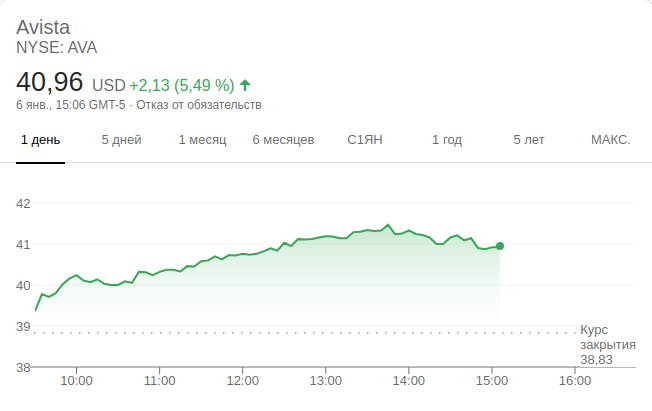 Avista
NYSE: AVA
40,96 USD +2,13 (5,49 %)
6 янв., 15:06 GMT-5 · Отказ от обязательств
1 день 5 дней 1 месяц 6 месяцев С1ЯН 1 год 5 лет МАКС.
42
41
40
39
Курс
закрытия
38,83
38
10:00 11:00 12:00 13:00 14:00 15:00 16:00